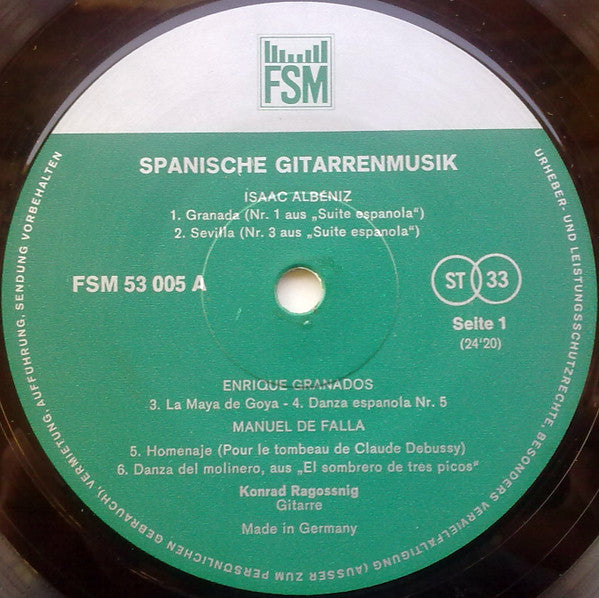 FSM
SPANISCHE GITARRENMUSIK
ISAAC ALBÉNIZ
1. Granada (Nr. 1 aus „Suite espanola“)
2. Sevilla (Nr. 3 aus „Suite espanola“)
FSM 53 005 A
ST 33
Seite 1
(24'20)
ENRIQUE GRANADOS
3. La Maya de Goya - 4. Danza espanola Nr. 5
MANUEL DE FALLA
5. Homenaje (Pour le tombeau de Claude Debussy)
6. Danza del molinero, aus „El sombrero de tres picos“
Konrad Ragossnig
Gitarre
Made in Germany
URHEBER- UND LEISTUNGSSCHUTZRECHTE, BESONDERS VERVIELFÄLTIGUNG (AUSSER ZUM PERSÖNLICHEN GEBRAUCH), VERMIETUNG, AUFFÜHRUNG, SENDUNG VORBEHALTEN